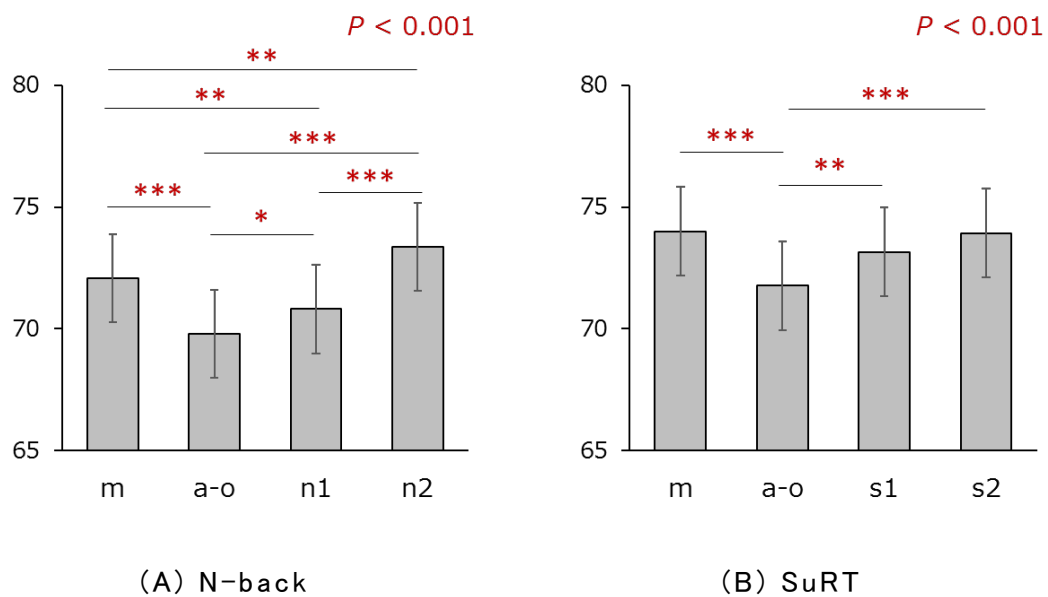 P < 0.001
**
**
***
***
***
*
80
75
70
65
m a-o n1 n2
(A) N-back
P < 0.001
***
***
**
80
75
70
65
m a-o s1 s2
(B) SuRT